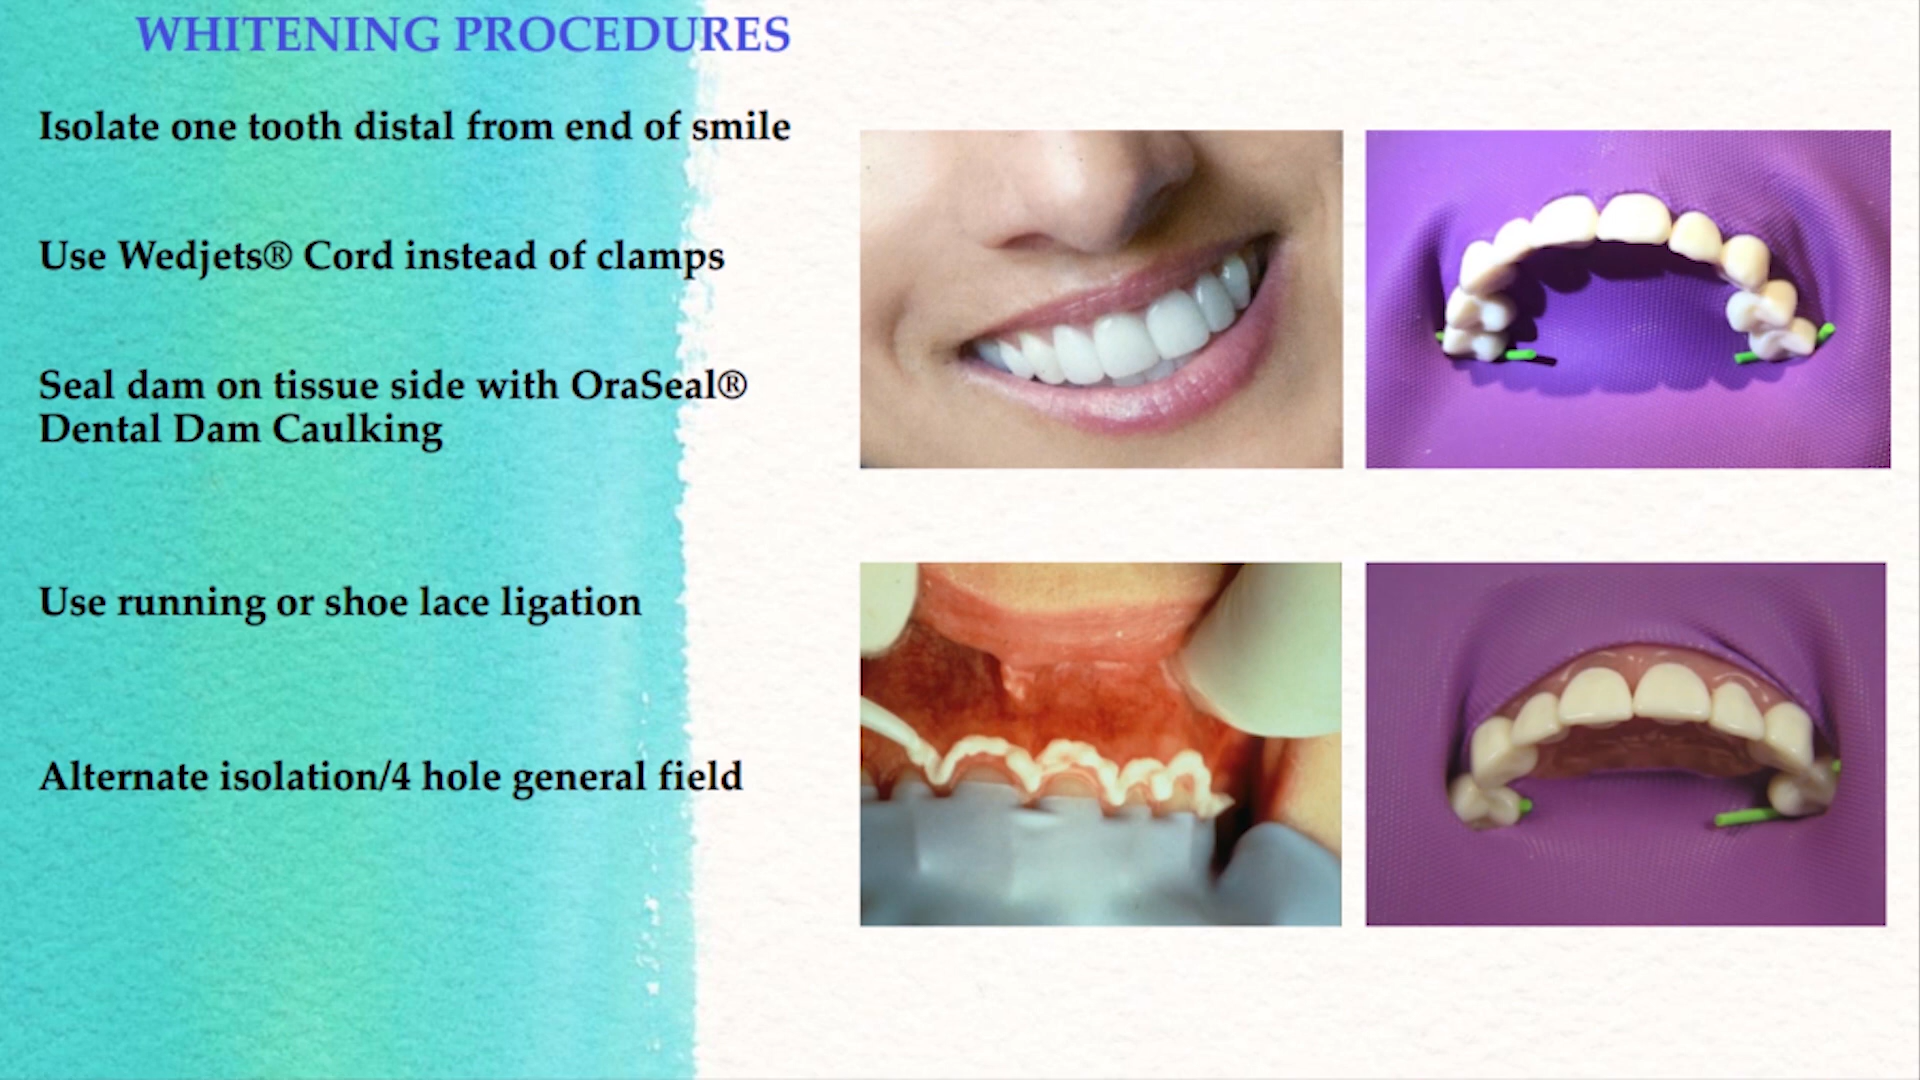 WHITENING PROCEDURES
Isolate one tooth distal from end of smile
Use Wedjets® Cord instead of clamps
Seal dam on tissue side with OraSeal®
Dental Dam Caulking
Use running or shoe lace ligation
Alternate isolation/4 hole general field